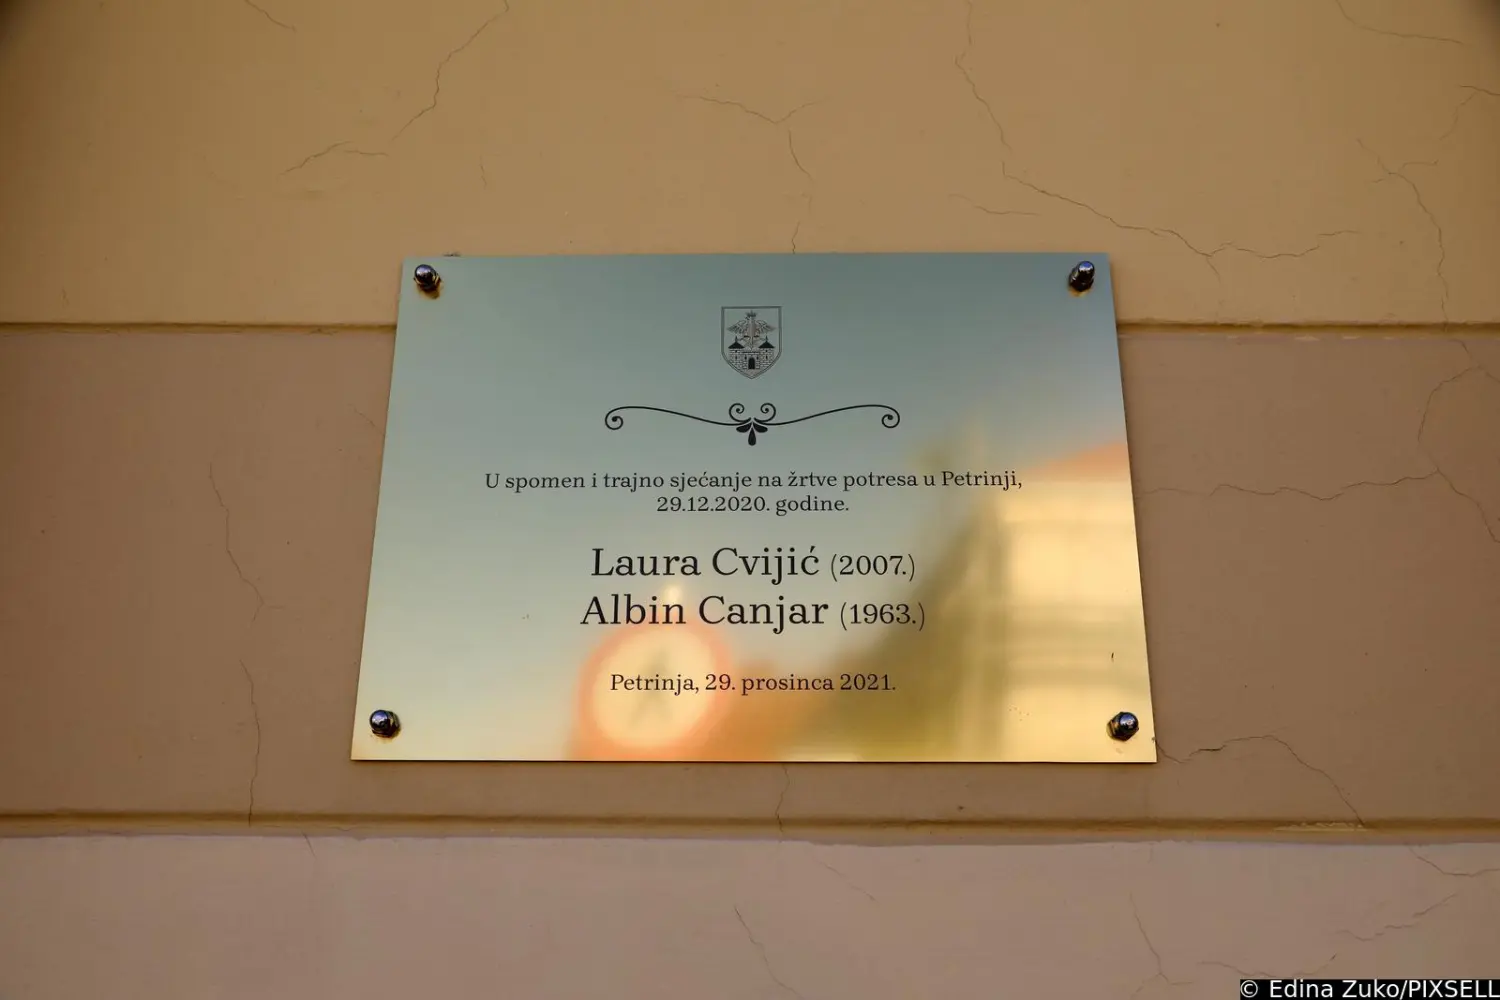 U spomen i trajno sjećanje na žrtve potresa u Petrinji,
29.12.2020. godine.
Laura Cvijić (2007.)
Albin Canjar (1963.)
Petrinja, 29. prosinca 2021.
© Edina Zuko/PIXSELL